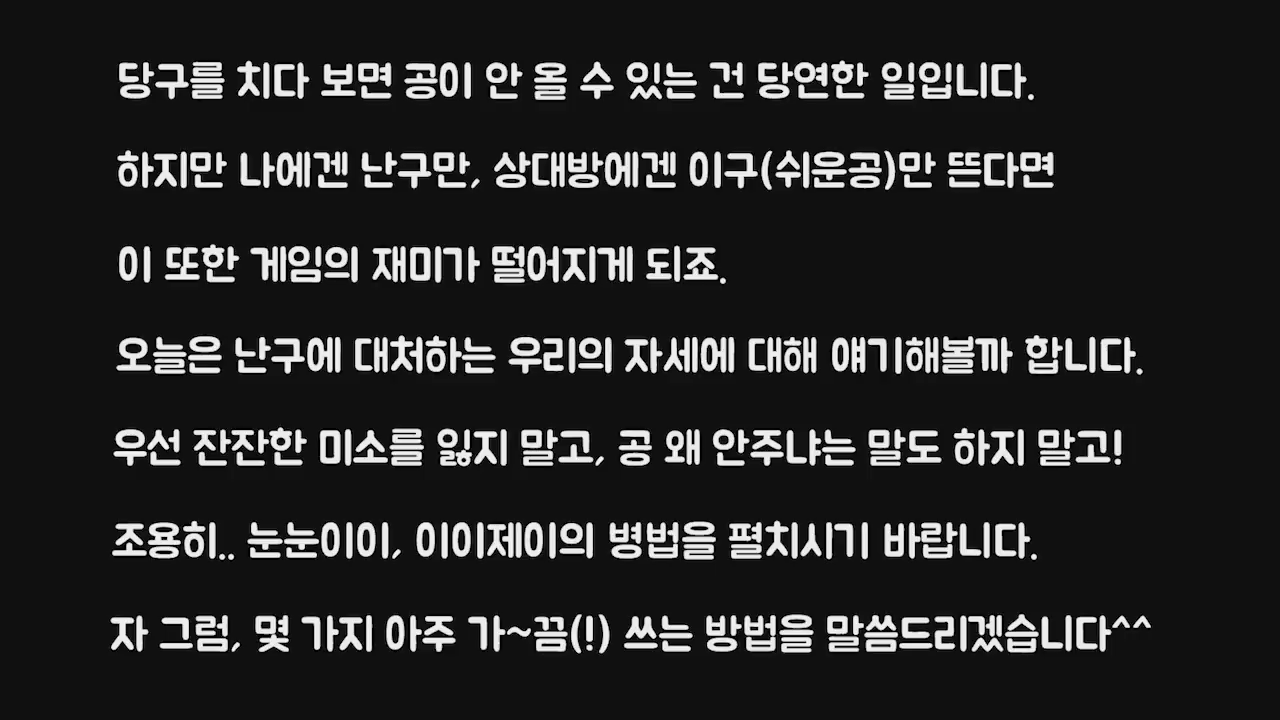 당구를 치다 보면 공이 안 올 수 있는 건 당연한 일입니다.
하지만 나에겐 난구만, 상대방에겐 이구(쉬운공)만 뜬다면
이 또한 게임의 재미가 떨어지게 되죠.
오늘은 난구에 대처하는 우리의 자세에 대해 얘기해볼까 합니다.
우선 잔잔한 미소를 잃지 말고, 공 왜 안주냐는 말도 하지 말고!
조용히.. 눈눈이이, 이이제이의 병법을 펼치시기 바랍니다.
자 그럼, 몇 가지 아주 가~끔(!) 쓰는 방법을 말씀드리겠습니다^^